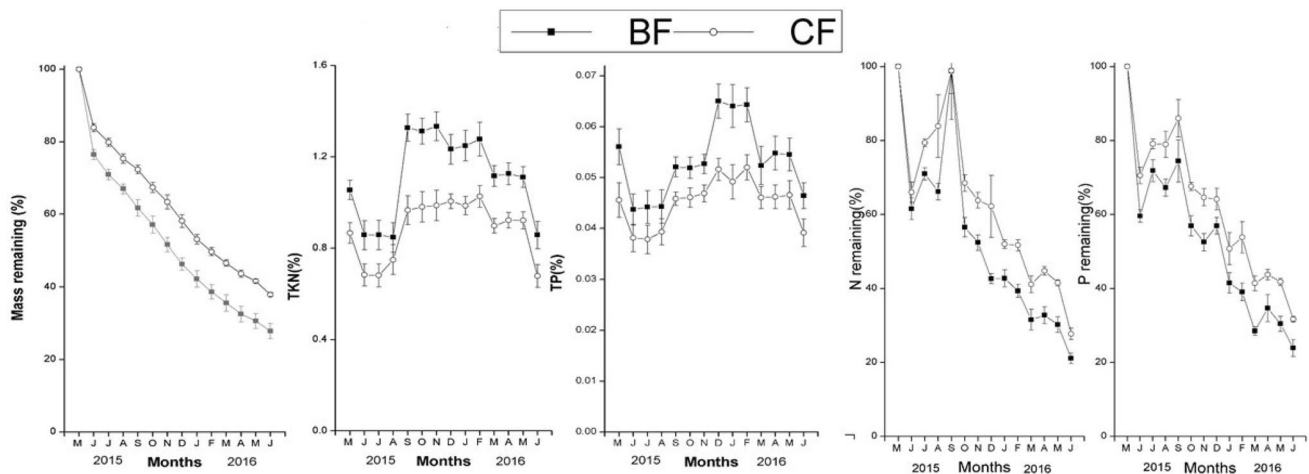 BF CF
Mass remaining (%)
100
80
60
40
20
0
M J J A S O N D J F M A M J
2015 Months 2016
TKN(%)
1.6
1.2
0.8
0.4
0.0
M J J A S O N D J F M A M J
2015 Months 2016
TP(%)
0.07
0.06
0.05
0.04
0.03
0.02
0.01
0.00
M J J A S O N D J F M A M J
2015 Months 2016
N remaining(%)
100
80
60
40
20
0
M J J A S O N D J F M A M J
2015 Months 2016
P remaining(%)
100
80
60
40
20
0
M J J A S O N D J F M A M J
2015 Months 2016